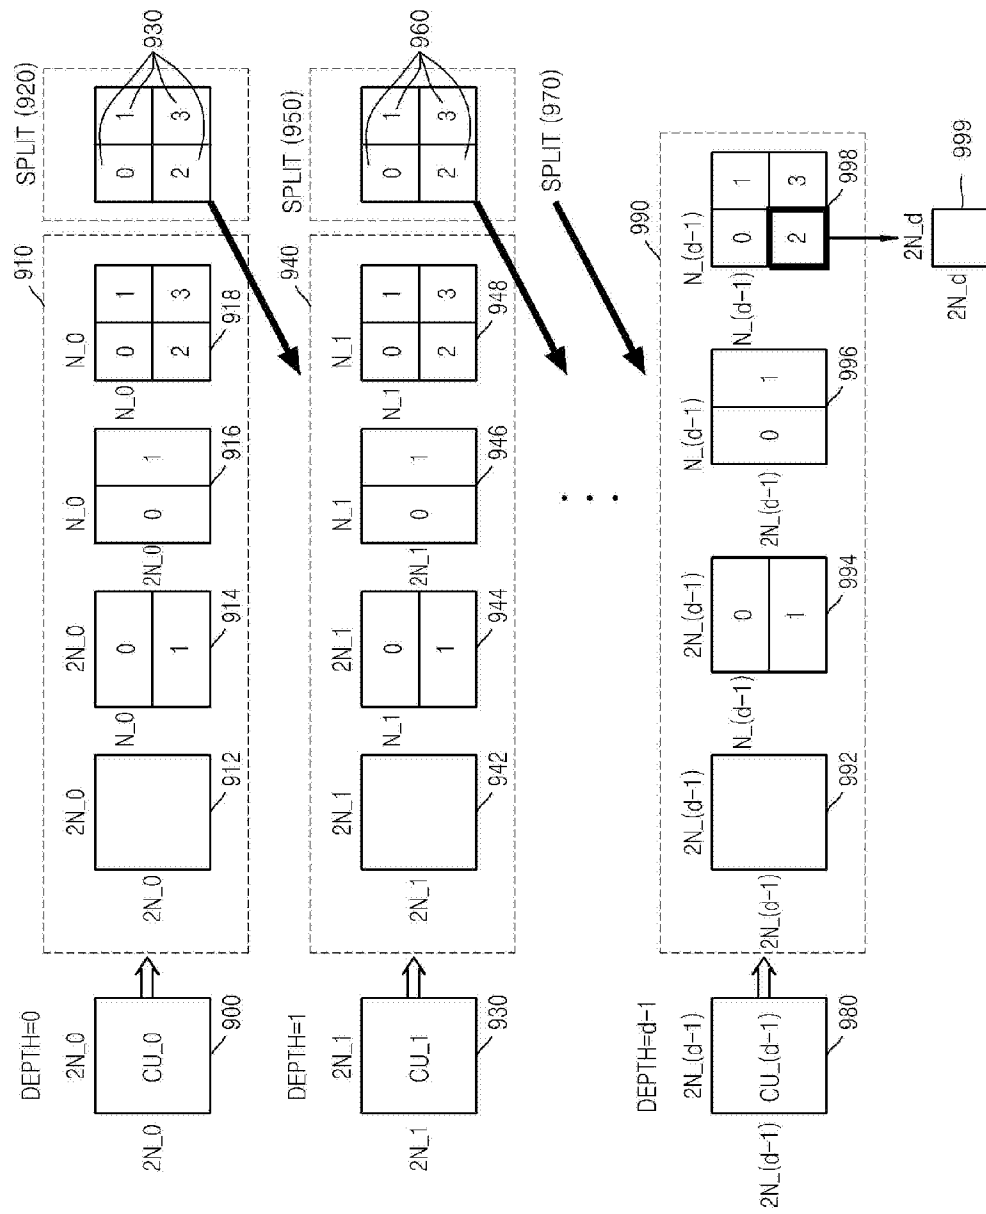 DEPTH=0
2N_0
2N_0
CU_0
900
910
2N_0
2N_0
912
2N_0
N_0
0
1
914
N_0
2N_0
0
1
916
N_0
N_0
0
1
2
3
918
SPLIT (920)
0
1
2
3
930
DEPTH=1
2N_1
2N_1
CU_1
930
940
2N_1
2N_1
942
2N_1
N_1
0
1
944
N_1
2N_1
0
1
946
N_1
N_1
0
1
2
3
948
SPLIT (950)
0
1
2
3
960
SPLIT (970)
DEPTH=d-1
2N_(d-1)
2N_(d-1)
CU_(d-1)
980
990
2N_(d-1)
2N_(d-1)
992
2N_(d-1)
N_(d-1)
0
1
994
N_(d-1)
2N_(d-1)
0
1
996
N_(d-1)
N_(d-1)
0
1
2
3
998
2N_d
2N_d
999